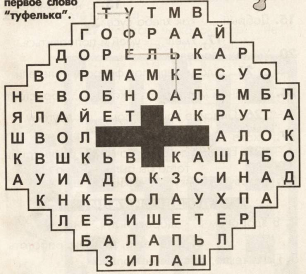 первое слово
"туфелька".
Т У Т М В
Г О Ф Р А А Й
Д О Р Е Л Ь К А Р
В О Р М А М К Е С У О
Н Е В О Б Н О А Л Ь М Б Л
Я Л А Й Е Т А К Р У Т А
Ш В О Л А Л О К
К В Ш К Ь В К А Ш Д Б О
А У И А Д О К З С И Н А Д
К Н К Е О Л А У Х П А
Л Е Б И Ш Е Т Е Р
Б А Л А П Ь Л
З И Л А Ш